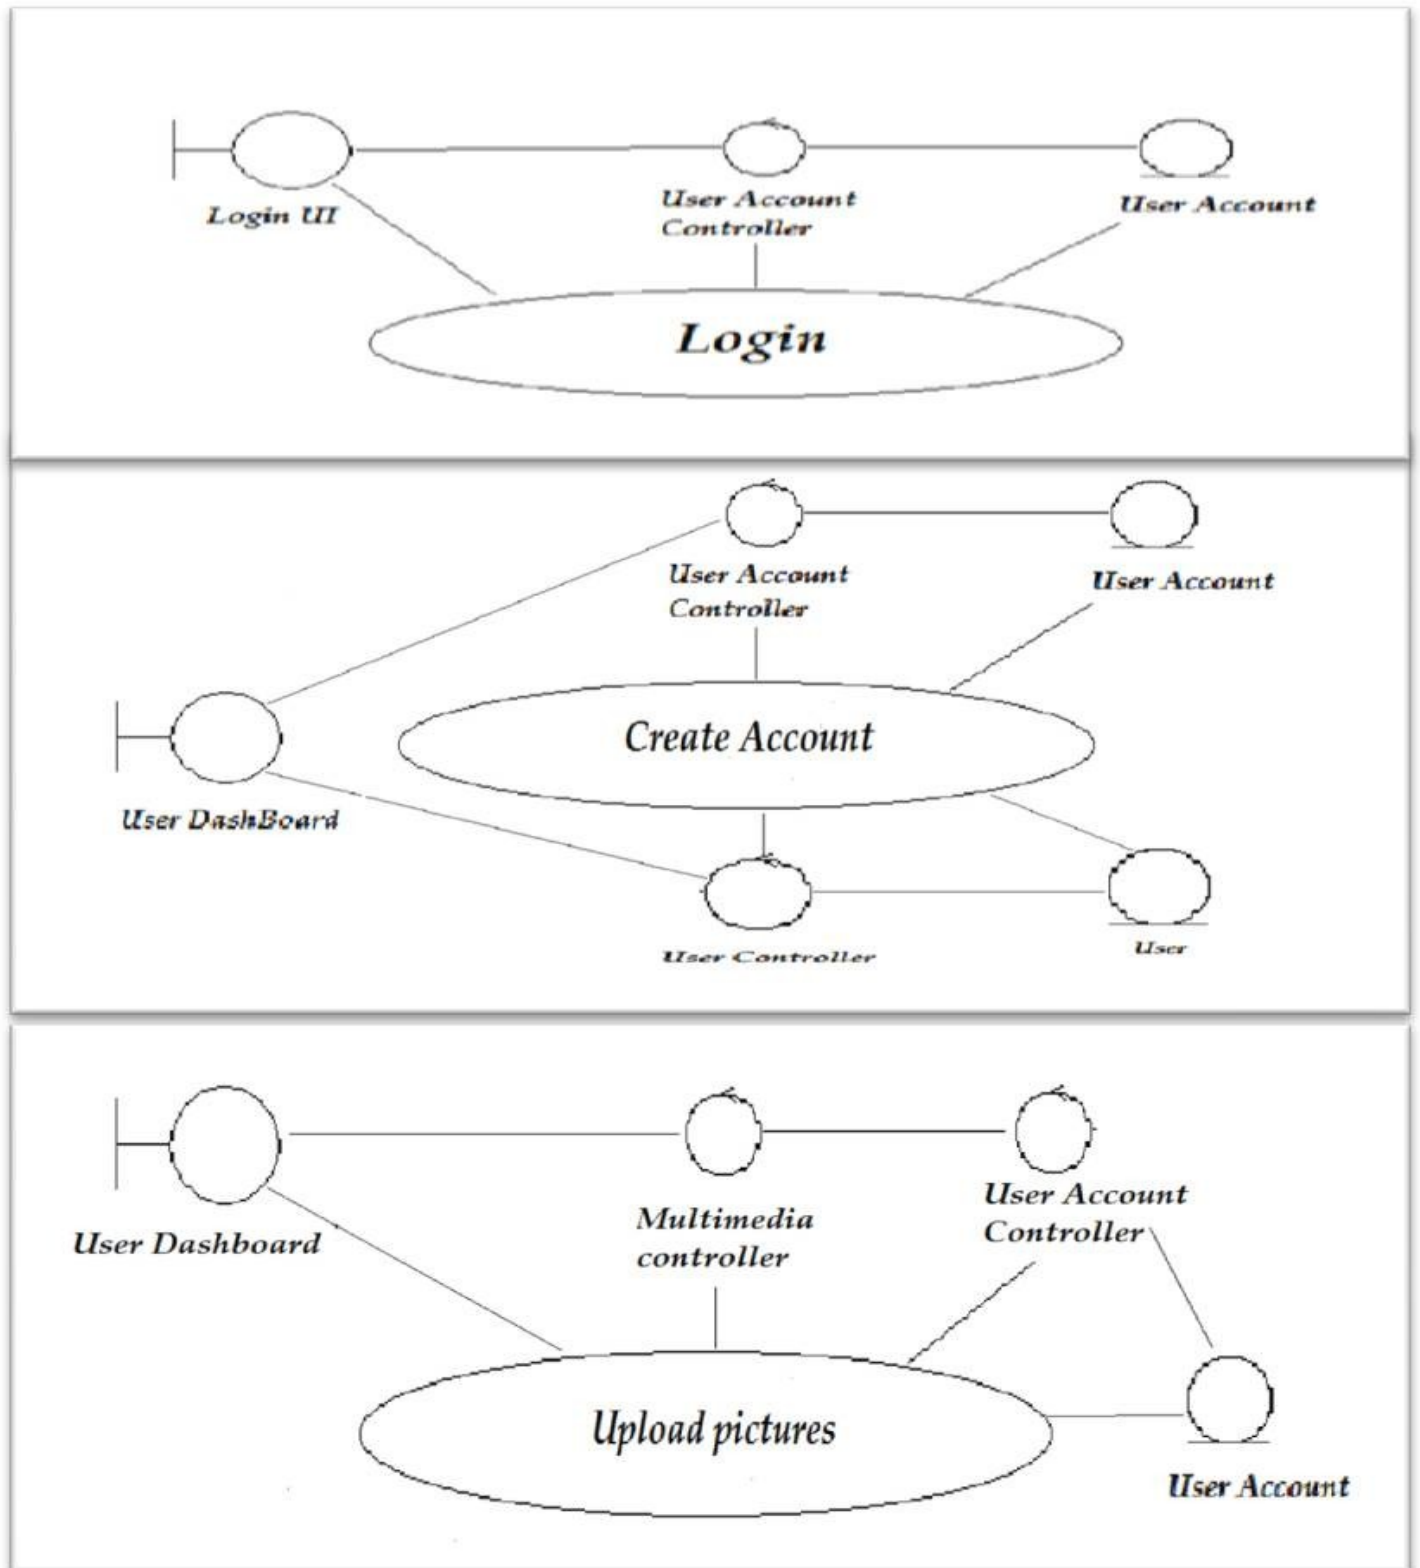 Login UI
User Account
Controller
User Account
Login
User Account
Controller
User Account
Create Account
User DashBoard
User Controller
User
User Dashboard
Multimedia
controller
User Account
Controller
Upload pictures
User Account